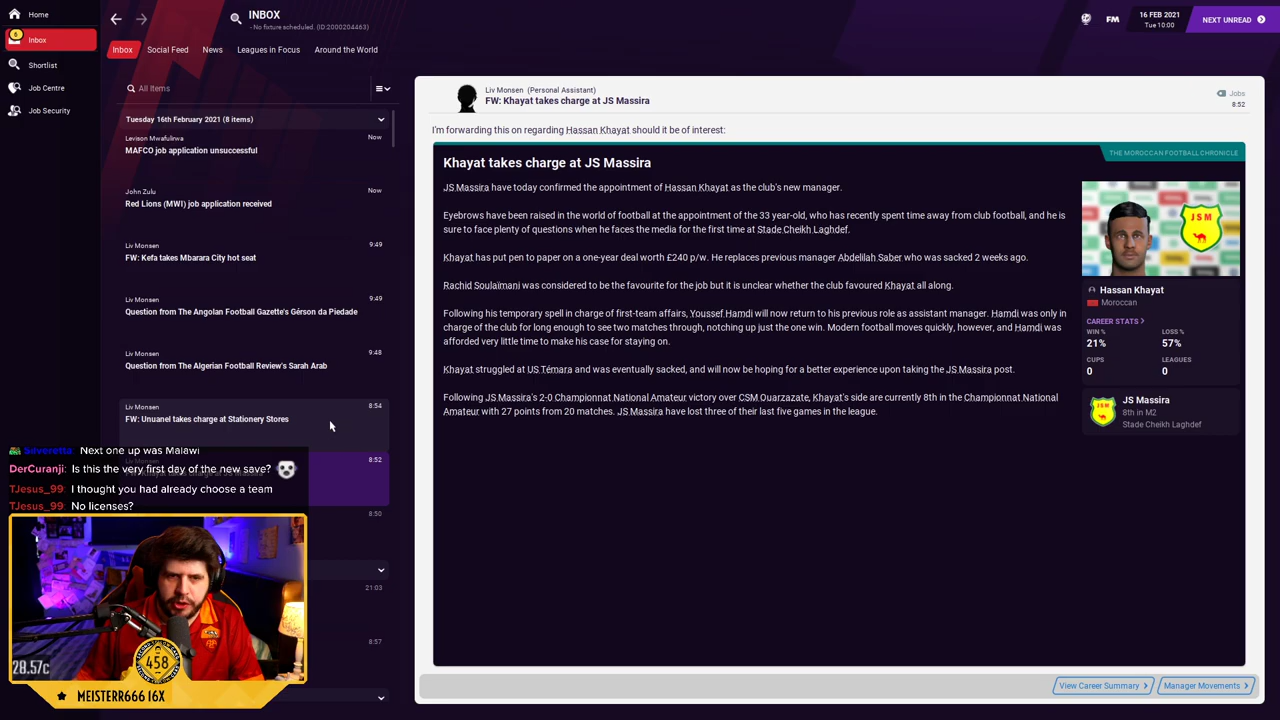 Home
6
Inbox
Shortlist
Job Centre
Job Security
INBOX
- No fixture scheduled. (ID:2000204463)
FM
16 FEB 2021
Tue 10:00
NEXT UNREAD
Inbox
Social Feed
News
Leagues in Focus
Around the World
All Items
Tuesday 16th February 2021 (8 items)
Levison Mwafulirwa
Now
MAFCO job application unsuccessful
John Zulu
Now
Red Lions (MWI) job application received
Liv Monsen
9:49
FW: Kefa takes Mbarara City hot seat
Liv Monsen
9:49
Question from The Angolan Football Gazette's Gérson da Piedade
Liv Monsen
9:48
Question from The Algerian Football Review's Sarah Arab
Liv Monsen
8:54
FW: Unuanel takes charge at Stationery Stores
8:52
8:50
21:03
8:57
Silveretta: Next one up was Malawi
DerCuranji: Is this the very first day of the new save?
TJesus_99: I thought you had already choose a team
TJesus_99: No licenses?
28.57c
458
MEISTERR666 16X
Liv Monsen (Personal Assistant)
FW: Khayat takes charge at JS Massira
Jobs
8:52
I'm forwarding this on regarding Hassan Khayat should it be of interest:
THE MOROCCAN FOOTBALL CHRONICLE
Khayat takes charge at JS Massira
JS Massira have today confirmed the appointment of Hassan Khayat as the club's new manager.
Eyebrows have been raised in the world of football at the appointment of the 33 year-old, who has recently spent time away from club football, and he is
sure to face plenty of questions when he faces the media for the first time at Stade Cheikh Laghdef.
Khayat has put pen to paper on a one-year deal worth £240 p/w. He replaces previous manager Abdelilah Saber who was sacked 2 weeks ago.
Rachid Soulaïmani was considered to be the favourite for the job but it is unclear whether the club favoured Khayat all along.
Following his temporary spell in charge of first-team affairs, Youssef Hamdi will now return to his previous role as assistant manager. Hamdi was only in
charge of the club for long enough to see two matches through, notching up just the one win. Modern football moves quickly, however, and Hamdi was
afforded very little time to make his case for staying on.
Khayat struggled at US Témara and was eventually sacked, and will now be hoping for a better experience upon taking the JS Massira post.
Following JS Massira's 2-0 Championnat National Amateur victory over CSM Ouarzazate, Khayat's side are currently 8th in the Championnat National
Amateur with 27 points from 20 matches. JS Massira have lost three of their last five games in the league.
JSM
Hassan Khayat
Moroccan
CAREER STATS
WIN %
LOSS %
21%
57%
CUPS
LEAGUES
0
0
JS Massira
8th in M2
Stade Cheikh Laghdef
View Career Summary
Manager Movements